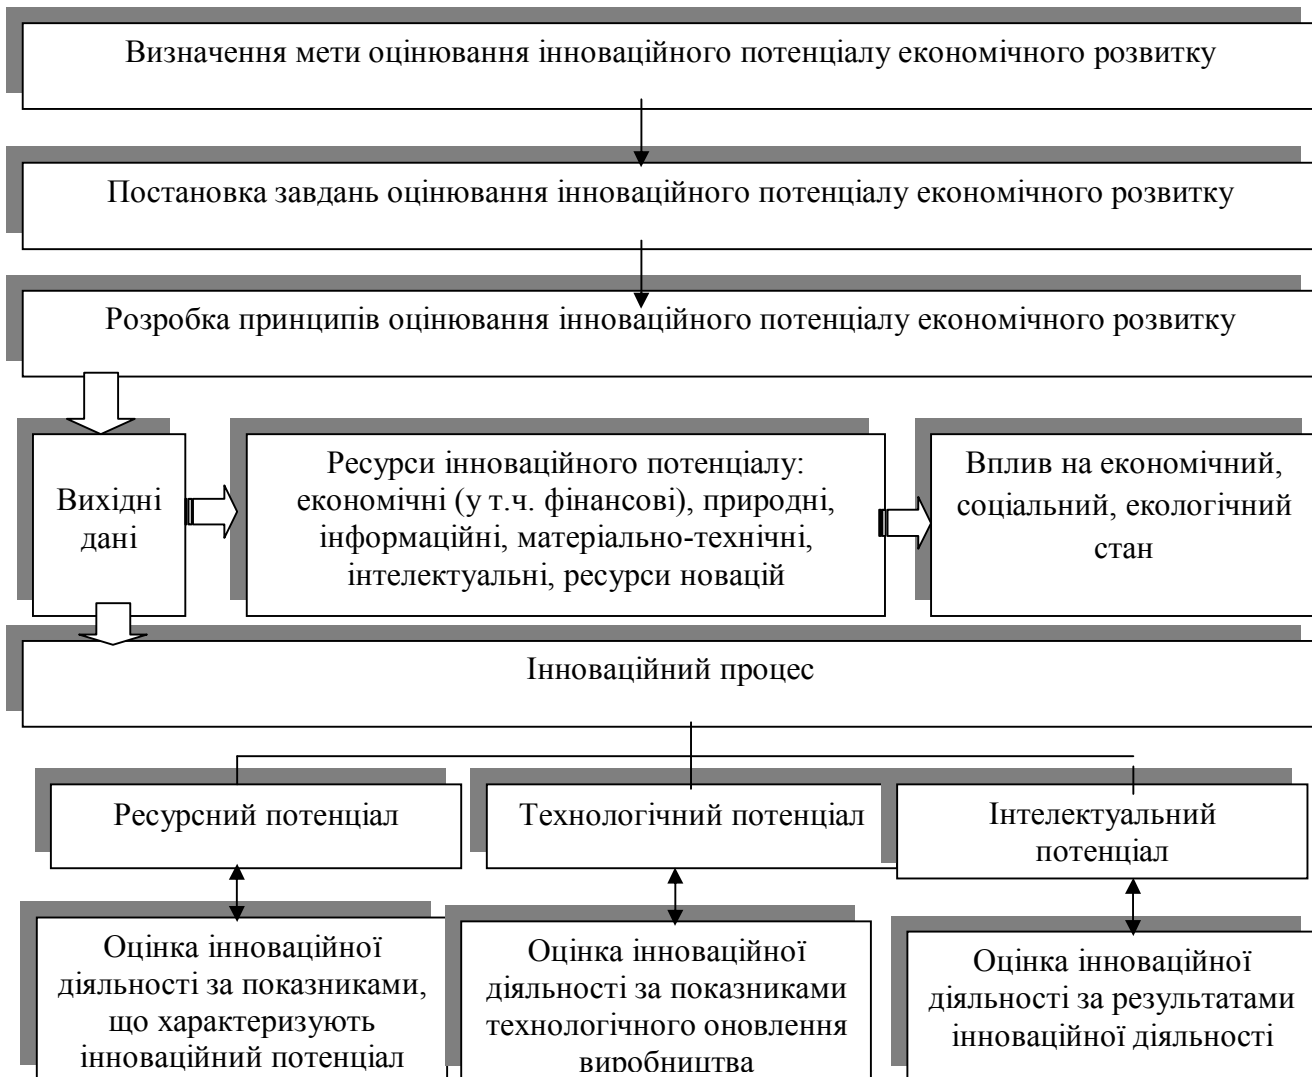 Визначення мети оцінювання інноваційного потенціалу економічного розвитку
Постановка завдань оцінювання інноваційного потенціалу економічного розвитку
Розробка принципів оцінювання інноваційного потенціалу економічного розвитку
Вихідні
дані
Ресурси інноваційного потенціалу:
економічні (у т.ч. фінансові), природні,
інформаційні, матеріально-технічні,
інтелектуальні, ресурси новацій
Вплив на економічний,
соціальний, екологічний
стан
Інноваційний процес
Ресурсний потенціал
Технологічний потенціал
Інтелектуальний
потенціал
Оцінка інноваційної
діяльності за показниками,
що характеризують
інноваційний потенціал
Оцінка інноваційної
діяльності за показниками
технологічного оновлення
виробництва
Оцінка інноваційної
діяльності за результатами
інноваційної діяльності